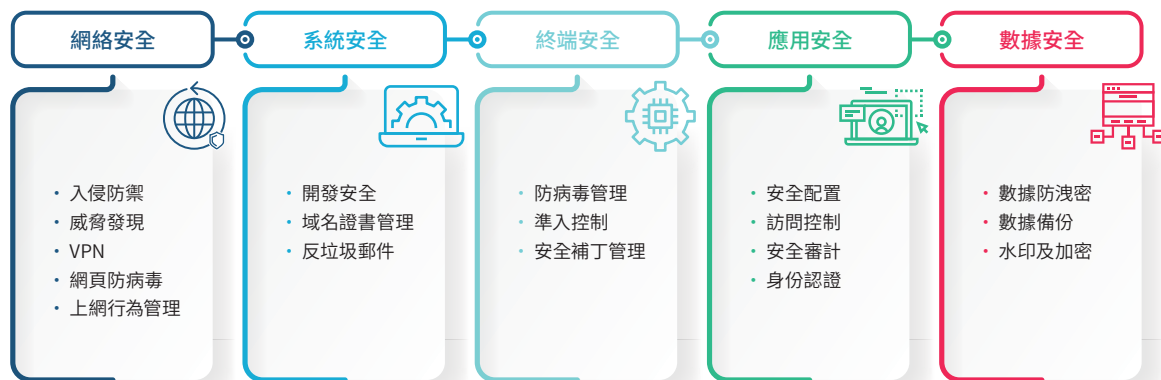 網絡安全
系統安全
終端安全
應用安全
數據安全
• 入侵防禦
• 威脅發現
• VPN
• 網頁防病毒
• 上網行為管理
• 開發安全
• 域名證書管理
• 反垃圾郵件
• 防病毒管理
• 準入控制
• 安全補丁管理
• 安全配置
• 訪問控制
• 安全審計
• 身份認證
• 數據防洩密
• 數據備份
• 水印及加密